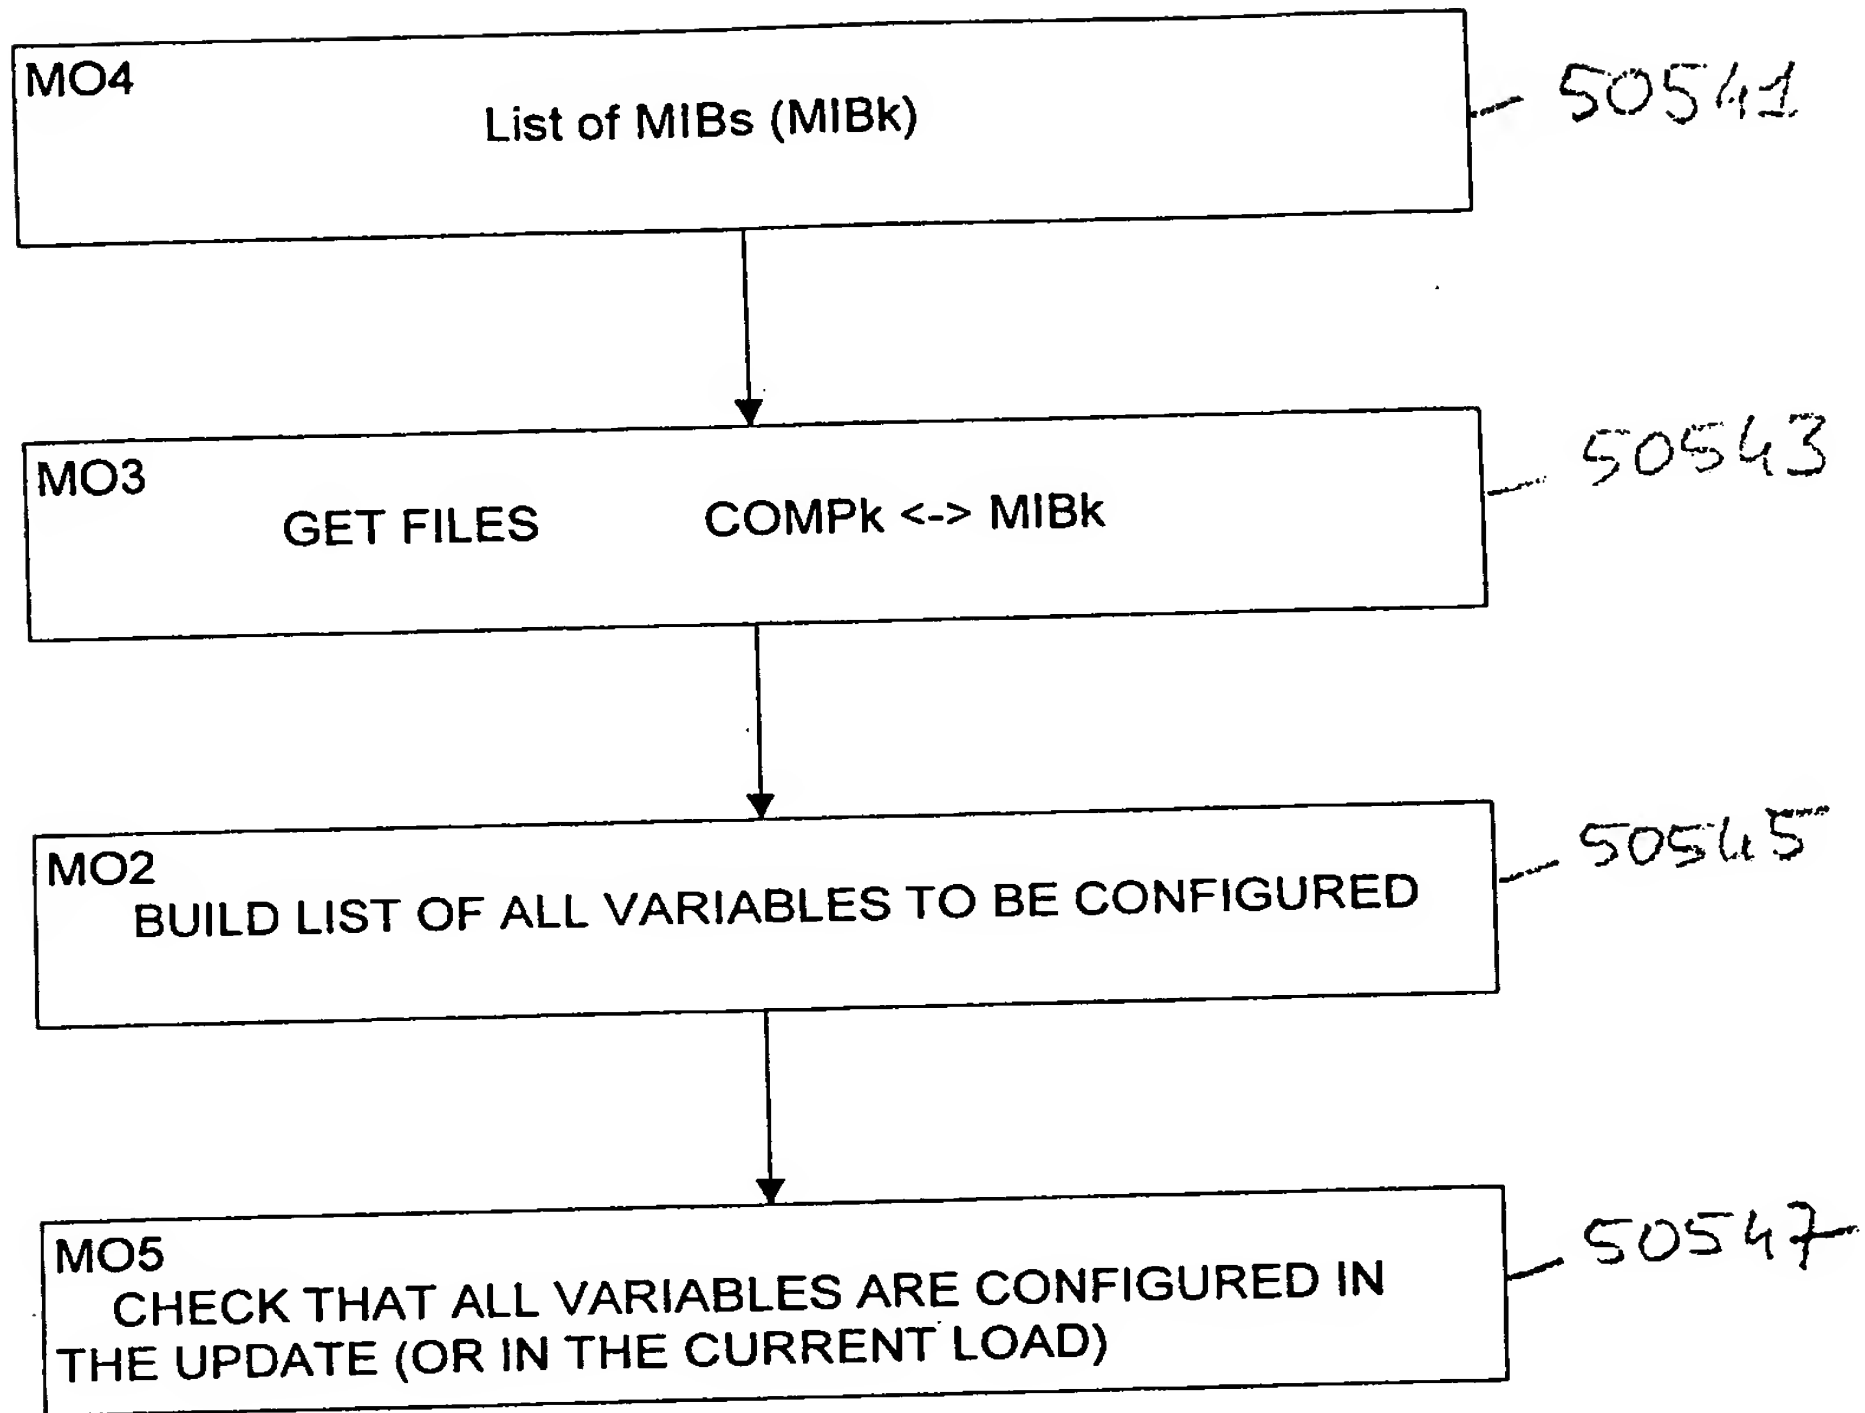 MO4
List of MIBs (MIBk)
50541
MO3
GET FILES COMPk <-> MIBk
50543
MO2
BUILD LIST OF ALL VARIABLES TO BE CONFIGURED
50545
MO5
CHECK THAT ALL VARIABLES ARE CONFIGURED IN
THE UPDATE (OR IN THE CURRENT LOAD)
50547